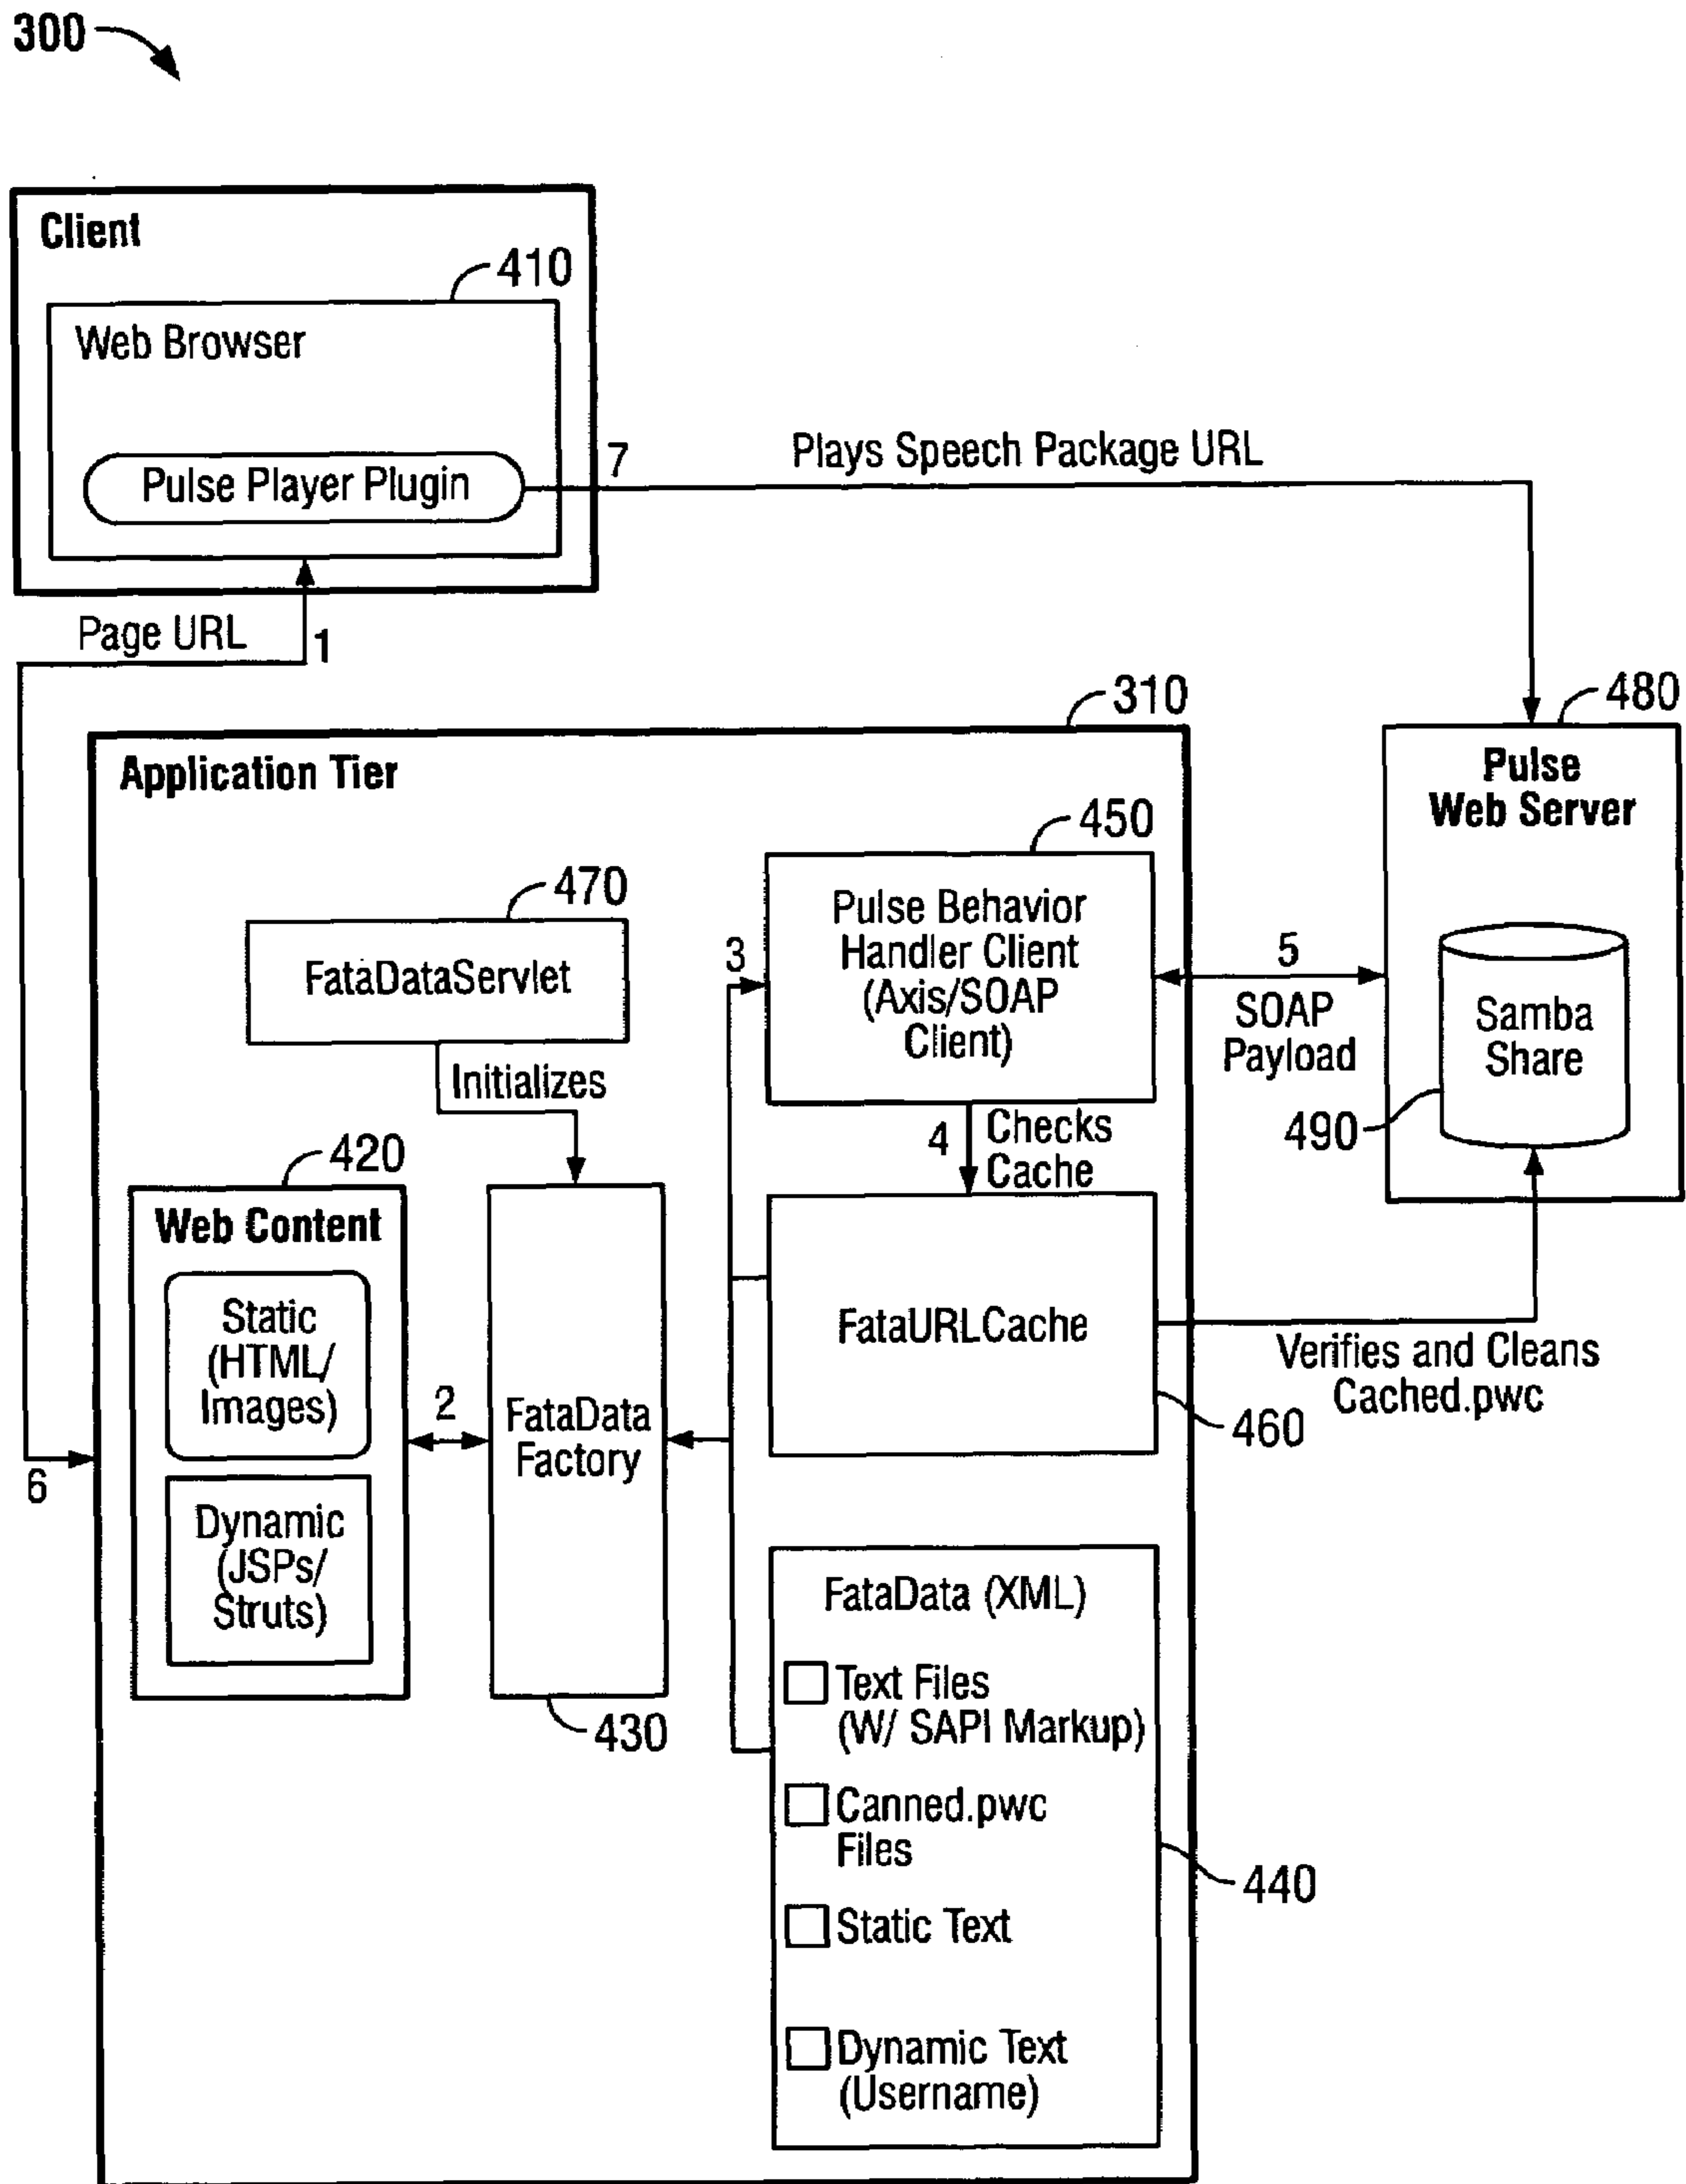 300
Client
410
Web Browser
Pulse Player Plugin
7
Plays Speech Package URL
Page URL
1
310
480
Application Tier
Pulse
Web Server
450
470
Pulse Behavior
Handler Client
(Axis/SOAP
Client)
3
FataDataServlet
5
SOAP
Payload
Samba
Share
490
Initializes
4
Checks
Cache
420
Web Content
Static
(HTML/
Images)
FataURLCache
Verifies and Cleans
Cached.pwc
2
FataData
Factory
460
6
Dynamic
(JSPs/
Struts)
FataData (XML)
Text Files
(W/ SAPI Markup)
430
Canned.pwc
Files
440
Static Text
Dynamic Text
(Username)